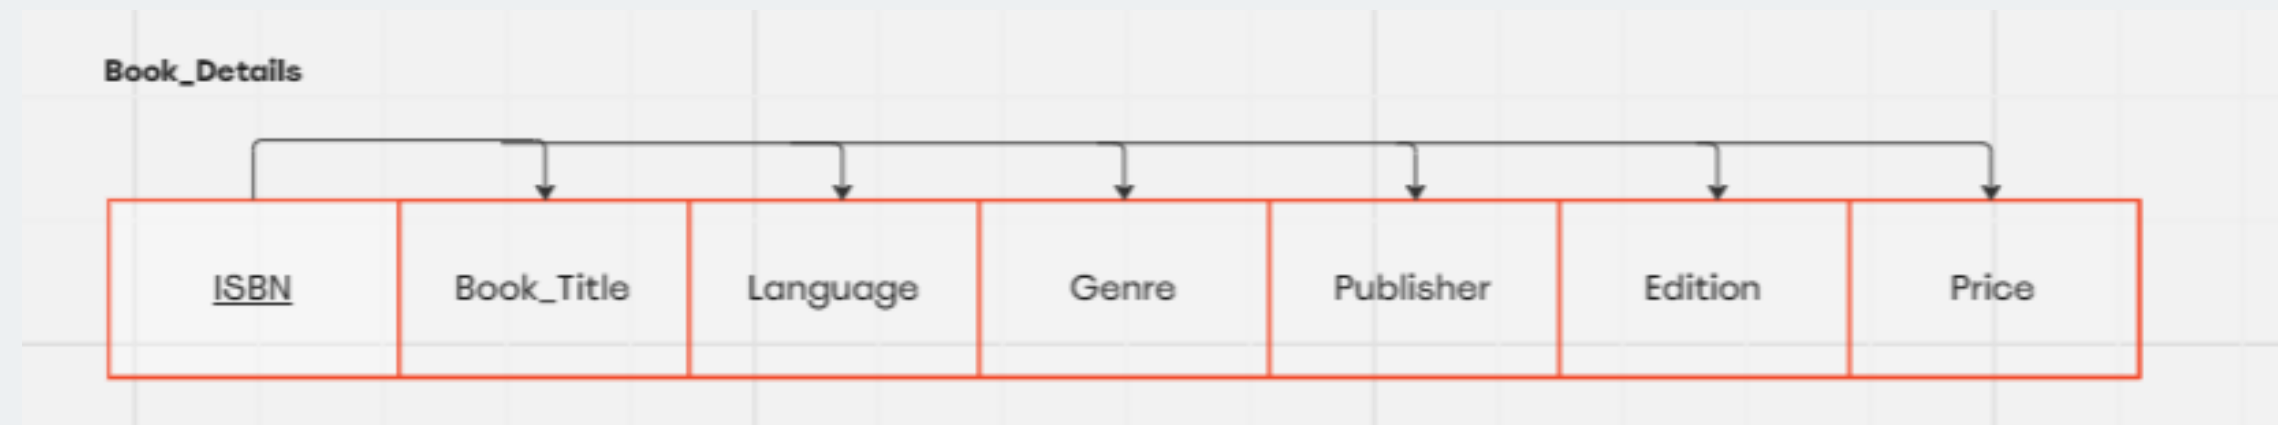 Book_Details
ISBN Book_Title Language Genre Publisher Edition Price